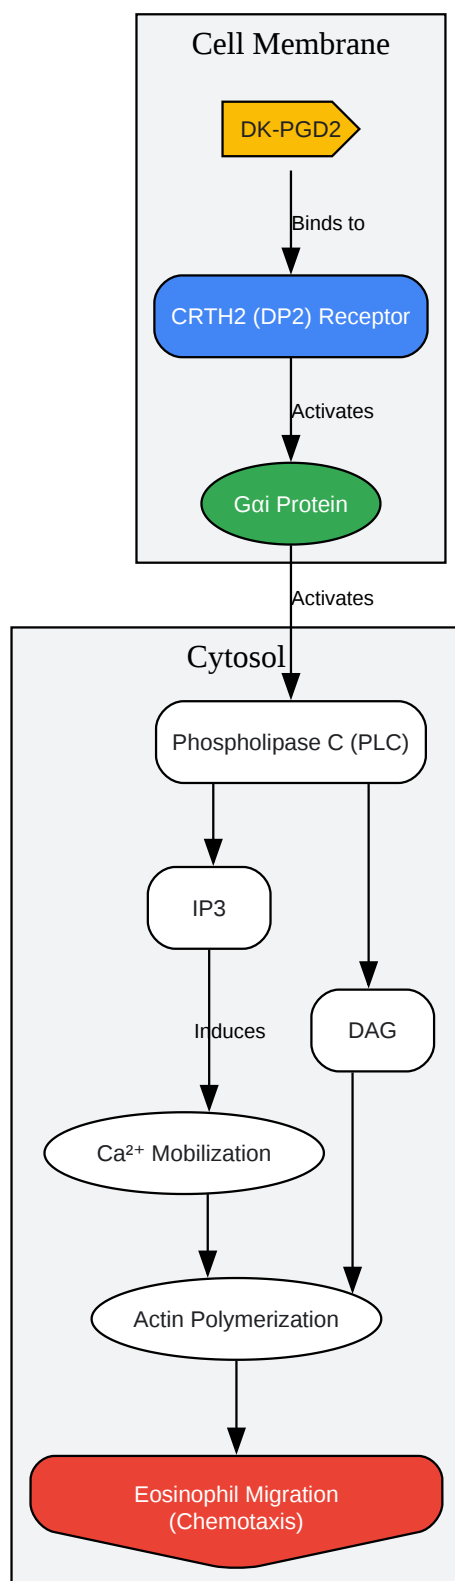 Cell Membrane
DK-PGD2
Binds to
CRTH2 (DP2) Receptor
Activates
Gαi Protein
Activates
Cytosol
Phospholipase C (PLC)
IP3
DAG
Induces
Ca²⁺ Mobilization
Actin Polymerization
Eosinophil Migration
(Chemotaxis)